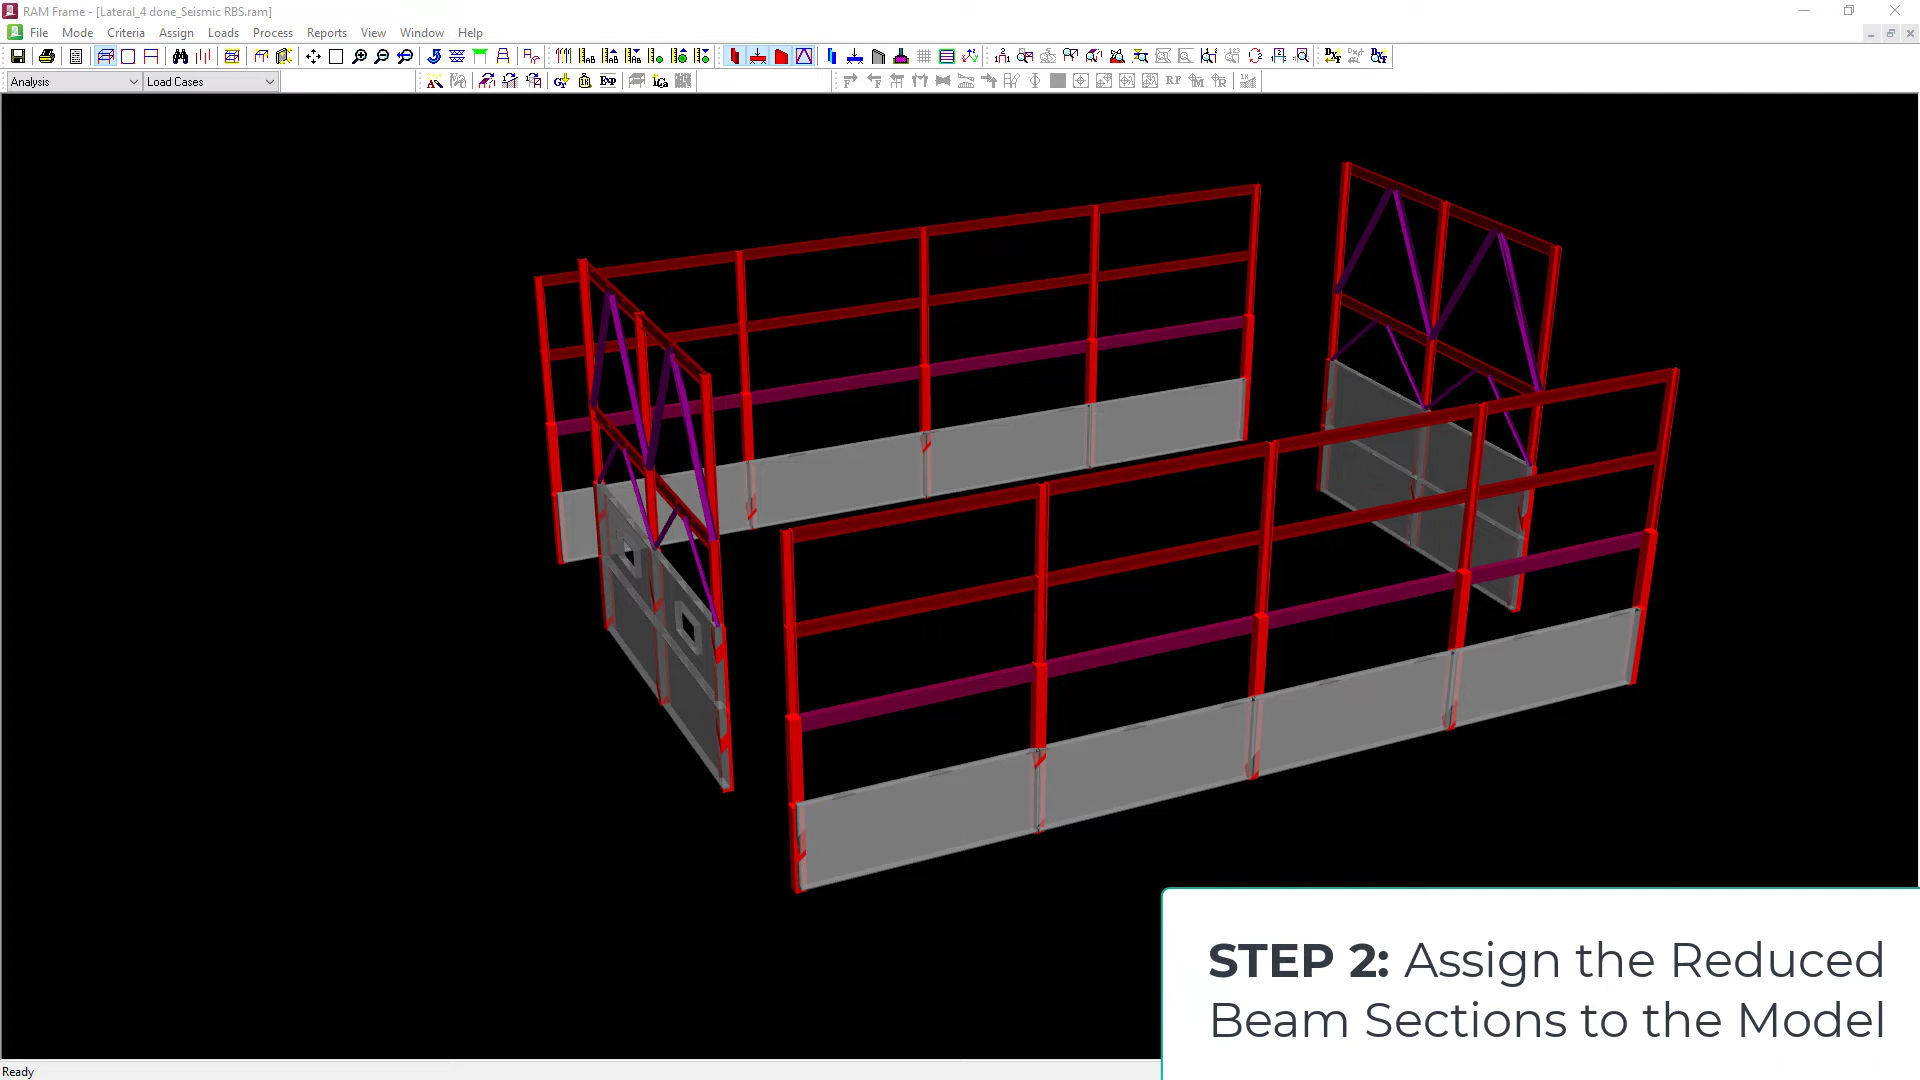 RAM Frame - [Lateral_4 done_Seismic RBS.ram]
File Mode Criteria Assign Loads Process Reports View Window Help
Analysis Load Cases
STEP 2: Assign the Reduced
Beam Sections to the Model
Ready